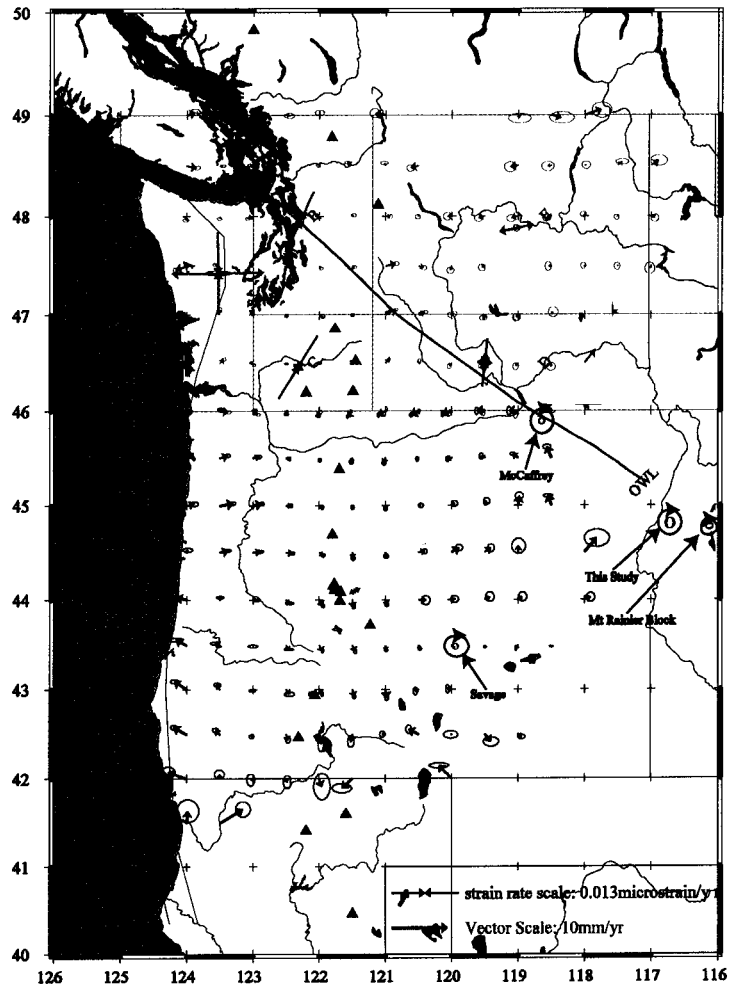 50
49
48
47
46
McCaffrey
OWL
45
This Study
44
Mt Rainier Block
43
Savage
42
41
strain rate scale: 0.013microstrain/y
Vector Scale: 10mm/yr
40
126 125 124 123 122 121 120 119 118 117 116